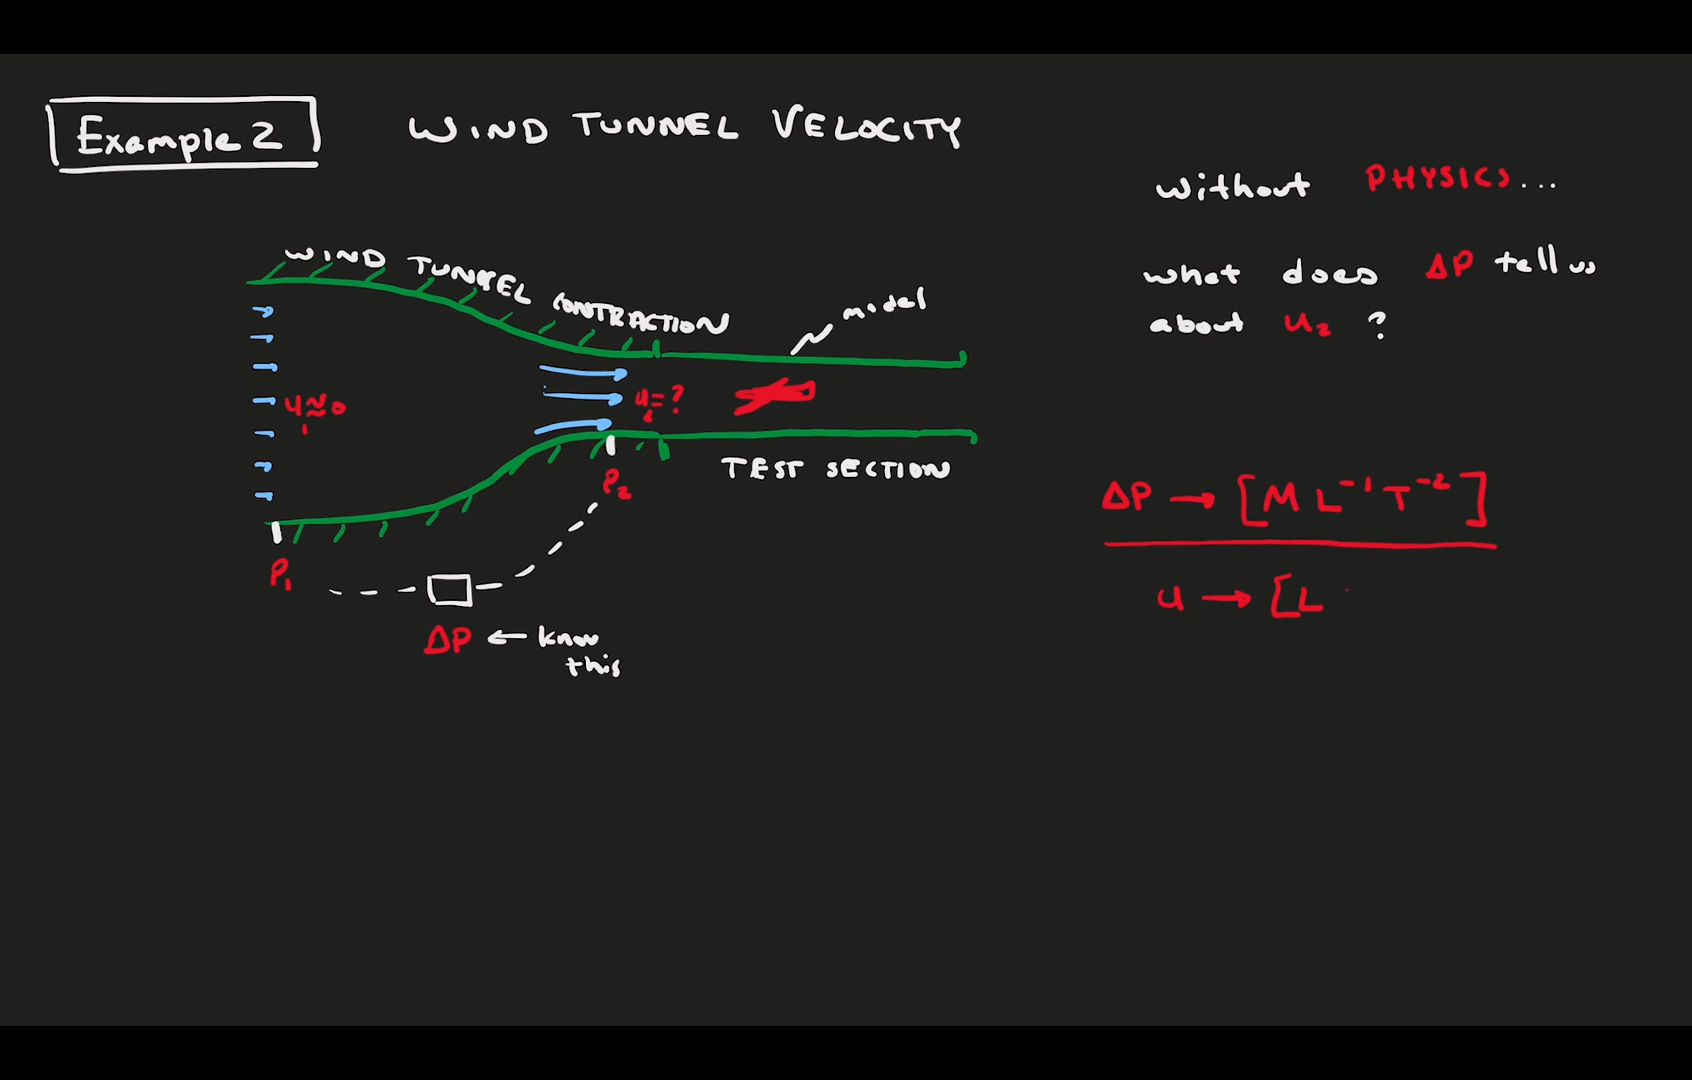 Example 2
WIND TUNNEL VELOCITY
without PHYSICS...
what does ΔP tell us
about u₂ ?
WIND TUNNEL CONTRACTION
model
u₁≈0
u₂=?
TEST SECTION
P₂
P₁
ΔP ← know
this
ΔP → [M L⁻¹ T⁻²]
u → [L